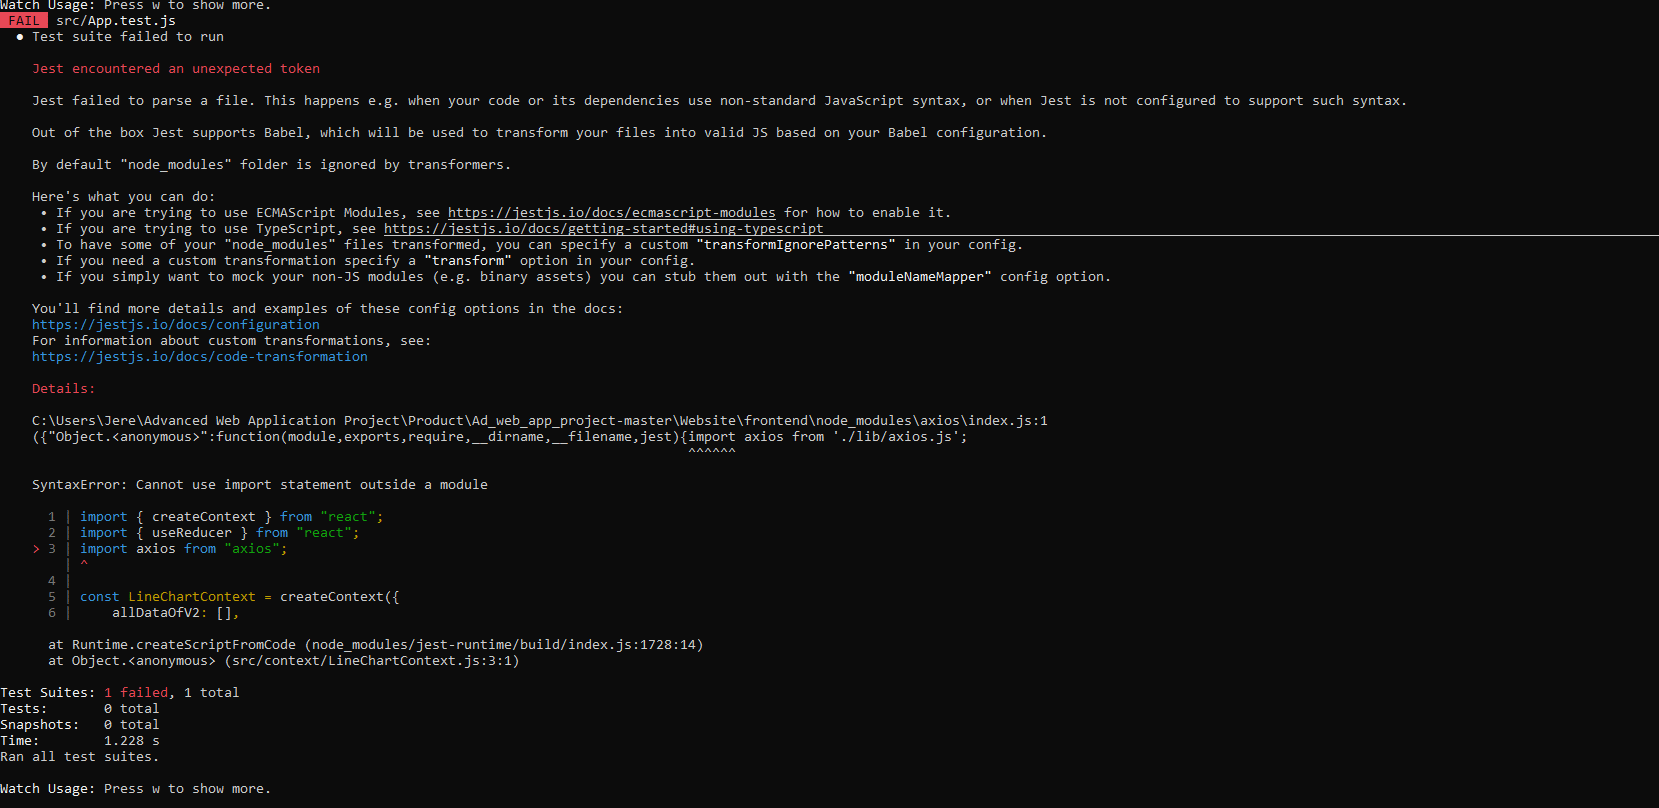 Watch Usage: Press w to show more.
FAIL src/App.test.js
● Test suite failed to run
Jest encountered an unexpected token
Jest failed to parse a file. This happens e.g. when your code or its dependencies use non-standard JavaScript syntax, or when Jest is not configured to support such syntax.
Out of the box Jest supports Babel, which will be used to transform your files into valid JS based on your Babel configuration.
By default "node_modules" folder is ignored by transformers.
Here's what you can do:
• If you are trying to use ECMAScript Modules, see https://jestjs.io/docs/ecmascript-modules for how to enable it.
• If you are trying to use TypeScript, see https://jestjs.io/docs/getting-started#using-typescript
• To have some of your "node_modules" files transformed, you can specify a custom "transformIgnorePatterns" in your config.
• If you need a custom transformation specify a "transform" option in your config.
• If you simply want to mock your non-JS modules (e.g. binary assets) you can stub them out with the "moduleNameMapper" config option.
You'll find more details and examples of these config options in the docs:
https://jestjs.io/docs/configuration
For information about custom transformations, see:
https://jestjs.io/docs/code-transformation
Details:
C:\Users\Jere\Advanced Web Application Project\Product\Ad_web_app_project-master\Website\frontend\node_modules\axios\index.js:1
({"Object.<anonymous>":function(module,exports,require,__dirname,__filename,jest){import axios from './lib/axios.js';
^^^^^^
SyntaxError: Cannot use import statement outside a module
1 | import { createContext } from "react";
2 | import { useReducer } from "react";
> 3 | import axios from "axios";
| ^
4 |
5 | const LineChartContext = createContext({
6 | allDataOfV2: [],
at Runtime.createScriptFromCode (node_modules/jest-runtime/build/index.js:1728:14)
at Object.<anonymous> (src/context/LineChartContext.js:3:1)
Test Suites: 1 failed, 1 total
Tests: 0 total
Snapshots: 0 total
Time: 1.228 s
Ran all test suites.
Watch Usage: Press w to show more.